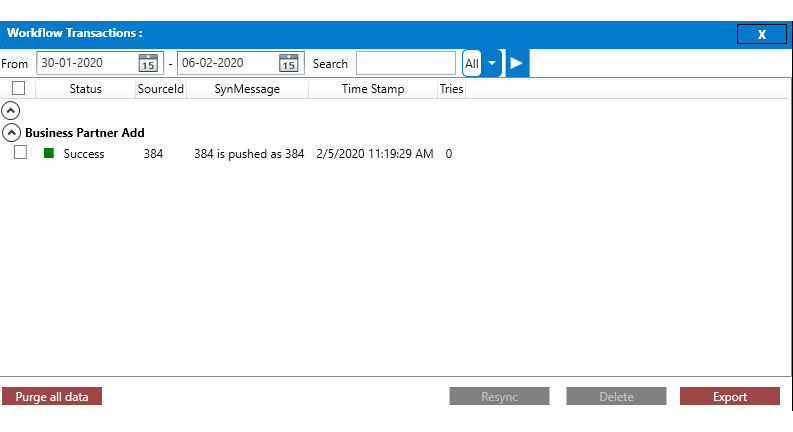 Workflow Transactions :
X
From 30-01-2020 15 - 06-02-2020 15 Search All
Status SourceId SynMessage Time Stamp Tries
Business Partner Add
Success 384 384 is pushed as 384 2/5/2020 11:19:29 AM 0
Purge all data Resync Delete Export